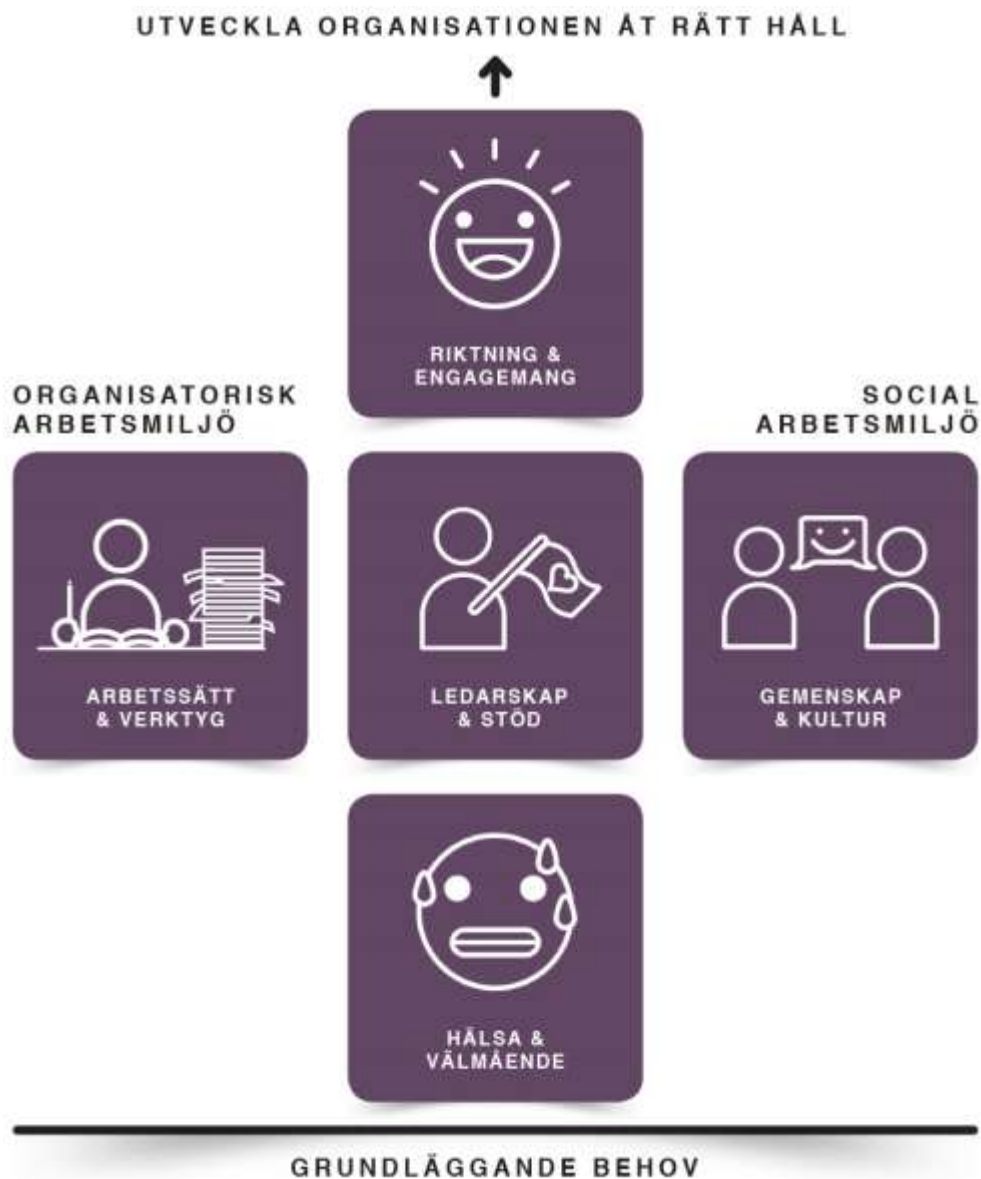 UTVECKLA ORGANISATIONEN ÅT RÄTT HÅLL
RIKTNING &
ENGAGEMANG
ORGANISATORISK
ARBETSMILJÖ
SOCIAL
ARBETSMILJÖ
ARBETSSÄTT
& VERKTYG
LEDARSKAP
& STÖD
GEMENSKAP
& KULTUR
HÄLSA &
VÄLMÅENDE
GRUNDLÄGGANDE BEHOV